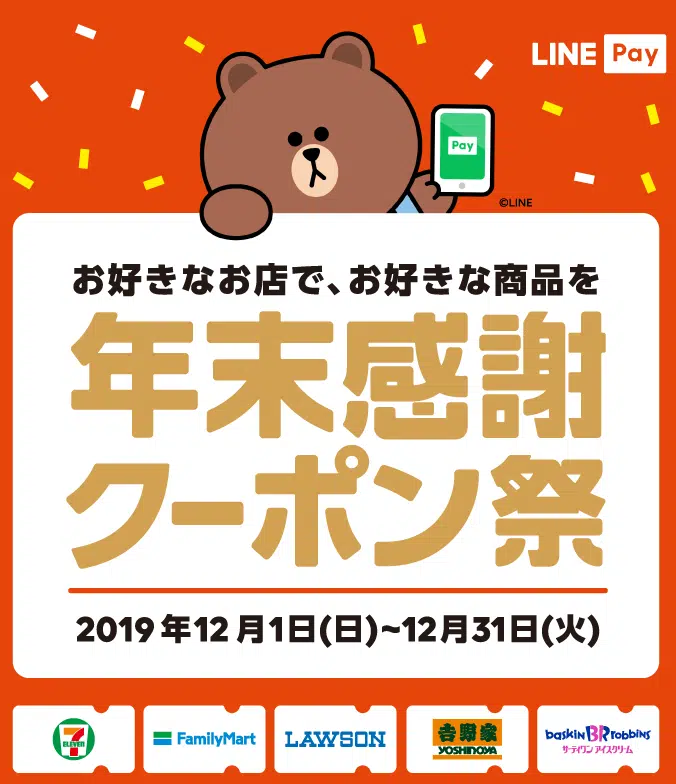 LINE Pay
Pay
©LINE
お好きなお店で、お好きな商品を
年末感謝
クーポン祭
2019年12月1日(日)~12月31日(火)
7 ELEVEN
FamilyMart
LAWSON
吉野家
YOSHINOYA
baskin BR robbins
サーティワン アイスクリーム